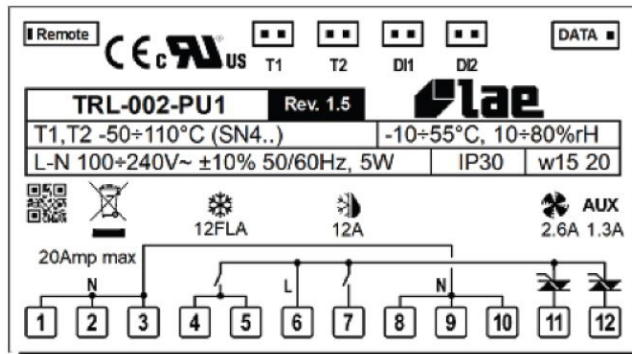 Remote
DATA
CE c RU US
T1 T2 DI1 DI2
TRL-002-PU1 Rev. 1.5 lae
T1,T2 -50÷110°C (SN4..) -10÷55°C, 10÷80%rH
L-N 100÷240V~ ±10% 50/60Hz, 5W IP30 w15 20
AUX
12FLA 12A 2.6A 1.3A
20Amp max
N L N
1 2 3 4 5 6 7 8 9 10 11 12